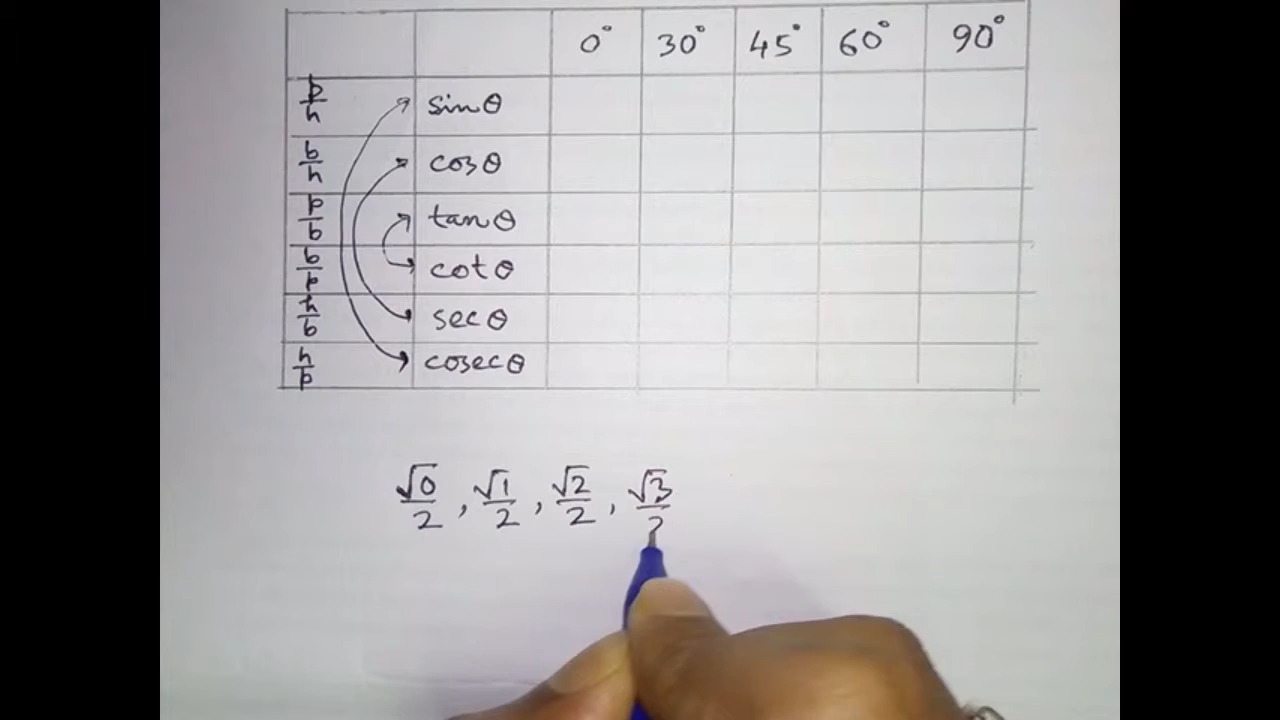 0° 30° 45° 60° 90°
p/h sinθ
b/h cosθ
p/b tanθ
b/p cotθ
h/b secθ
h/p cosecθ
√0/2, √1/2, √2/2, √3/2